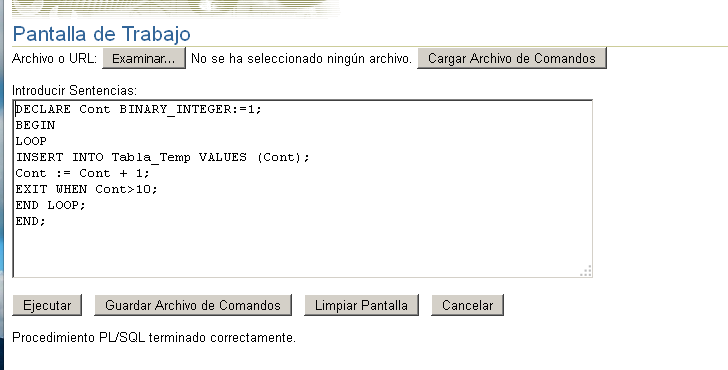 Pantalla de Trabajo
Archivo o URL: Examinar... No se ha seleccionado ningún archivo. Cargar Archivo de Comandos
Introducir Sentencias:
DECLARE Cont BINARY_INTEGER:=1;
BEGIN
LOOP
INSERT INTO Tabla_Temp VALUES (Cont);
Cont := Cont + 1;
EXIT WHEN Cont>10;
END LOOP;
END;
Ejecutar Guardar Archivo de Comandos Limpiar Pantalla Cancelar
Procedimiento PL/SQL terminado correctamente.